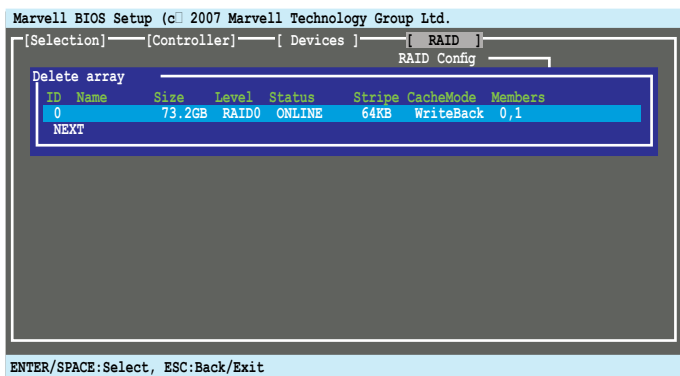 Marvell BIOS Setup (c 2007 Marvell Technology Group Ltd.
[Selection] [Controller] [ Devices ] [ RAID ]
RAID Config
Delete array
ID Name Size Level Status Stripe CacheMode Members
0 73.2GB RAID0 ONLINE 64KB WriteBack 0,1
NEXT
ENTER/SPACE:Select, ESC:Back/Exit